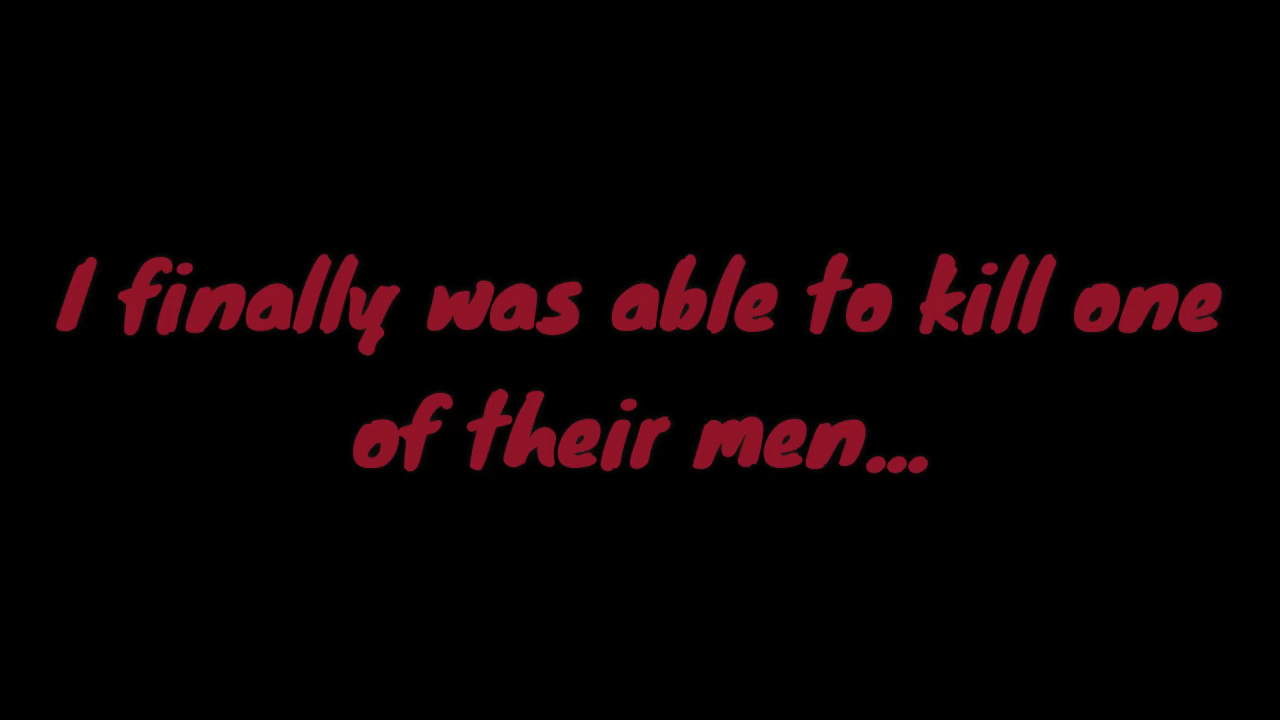 I finally was able to kill one
of their men...